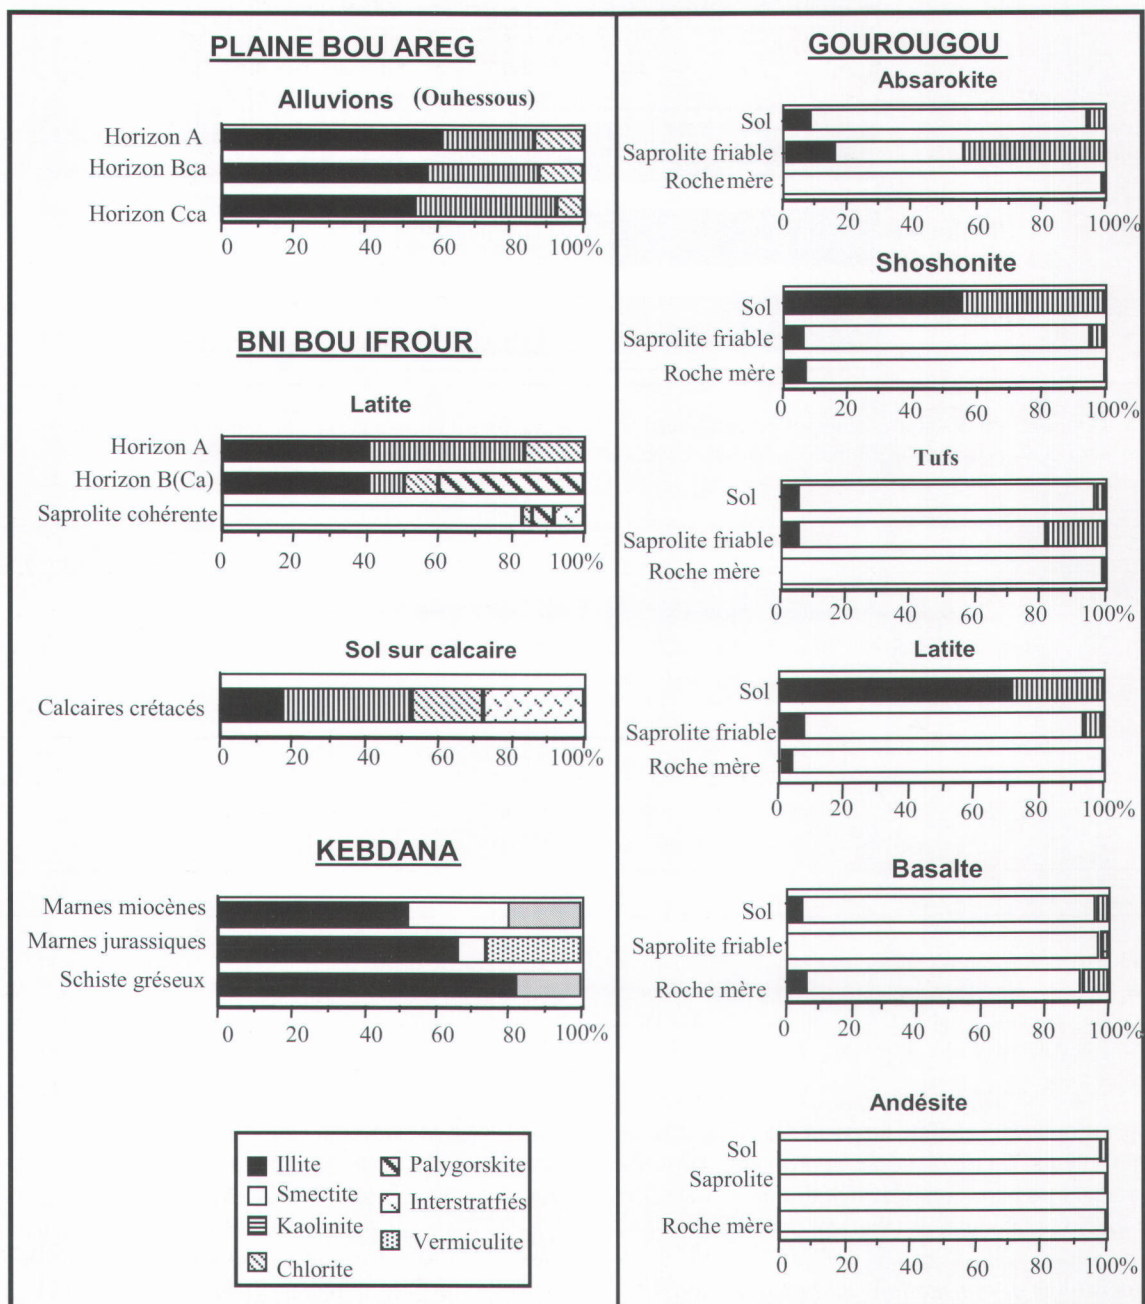 PLAINE BOU AREG
Alluvions (Ouhessous)
Horizon A
Horizon Bca
Horizon Cca
0 20 40 60 80 100%
BNI BOU IFROUR
Latite
Horizon A
Horizon B(Ca)
Saprolite cohérente
0 20 40 60 80 100%
Sol sur calcaire
Calcaires crétacés
0 20 40 60 80 100%
KEBDANA
Marnes miocènes
Marnes jurassiques
Schiste gréseux
0 20 40 60 80 100%
Illite
Smectite
Kaolinite
Chlorite
Palygorskite
Interstratfiés
Vermiculite
GOUROUGOU
Absarokite
Sol
Saprolite friable
Roche mère
0 20 40 60 80 100%
Shoshonite
Sol
Saprolite friable
Roche mère
0 20 40 60 80 100%
Tufs
Sol
Saprolite friable
Roche mère
0 20 40 60 80 100%
Latite
Sol
Saprolite friable
Roche mère
0 20 40 60 80 100%
Basalte
Sol
Saprolite friable
Roche mère
0 20 40 60 80 100%
Andésite
Sol
Saprolite
Roche mère
0 20 40 60 80 100%